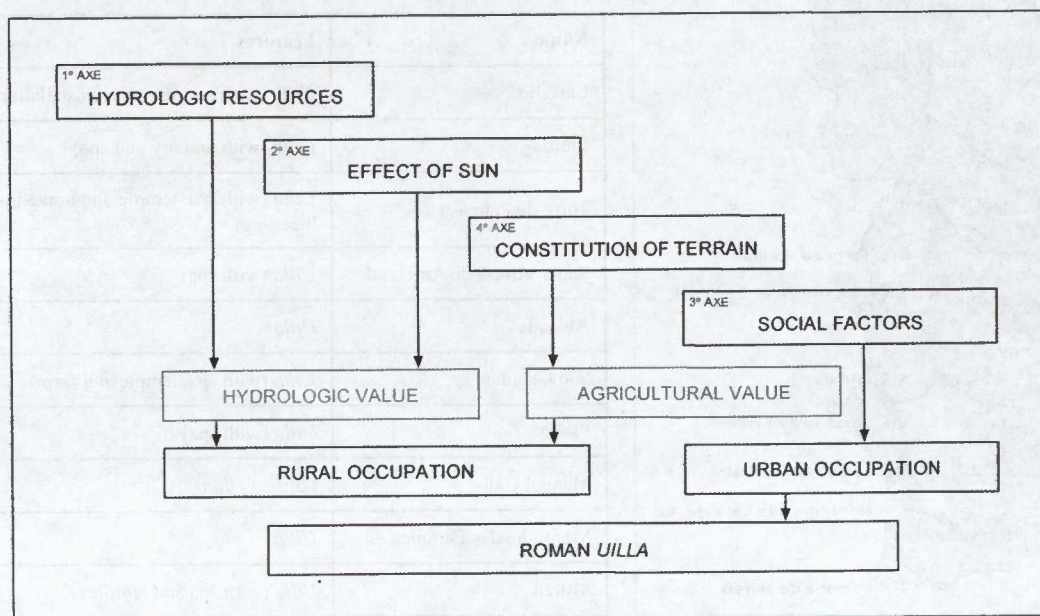 1º AXE
HYDROLOGIC RESOURCES
2º AXE
EFFECT OF SUN
4º AXE
CONSTITUTION OF TERRAIN
3º AXE
SOCIAL FACTORS
HYDROLOGIC VALUE
AGRICULTURAL VALUE
RURAL OCCUPATION
URBAN OCCUPATION
ROMAN UILLA